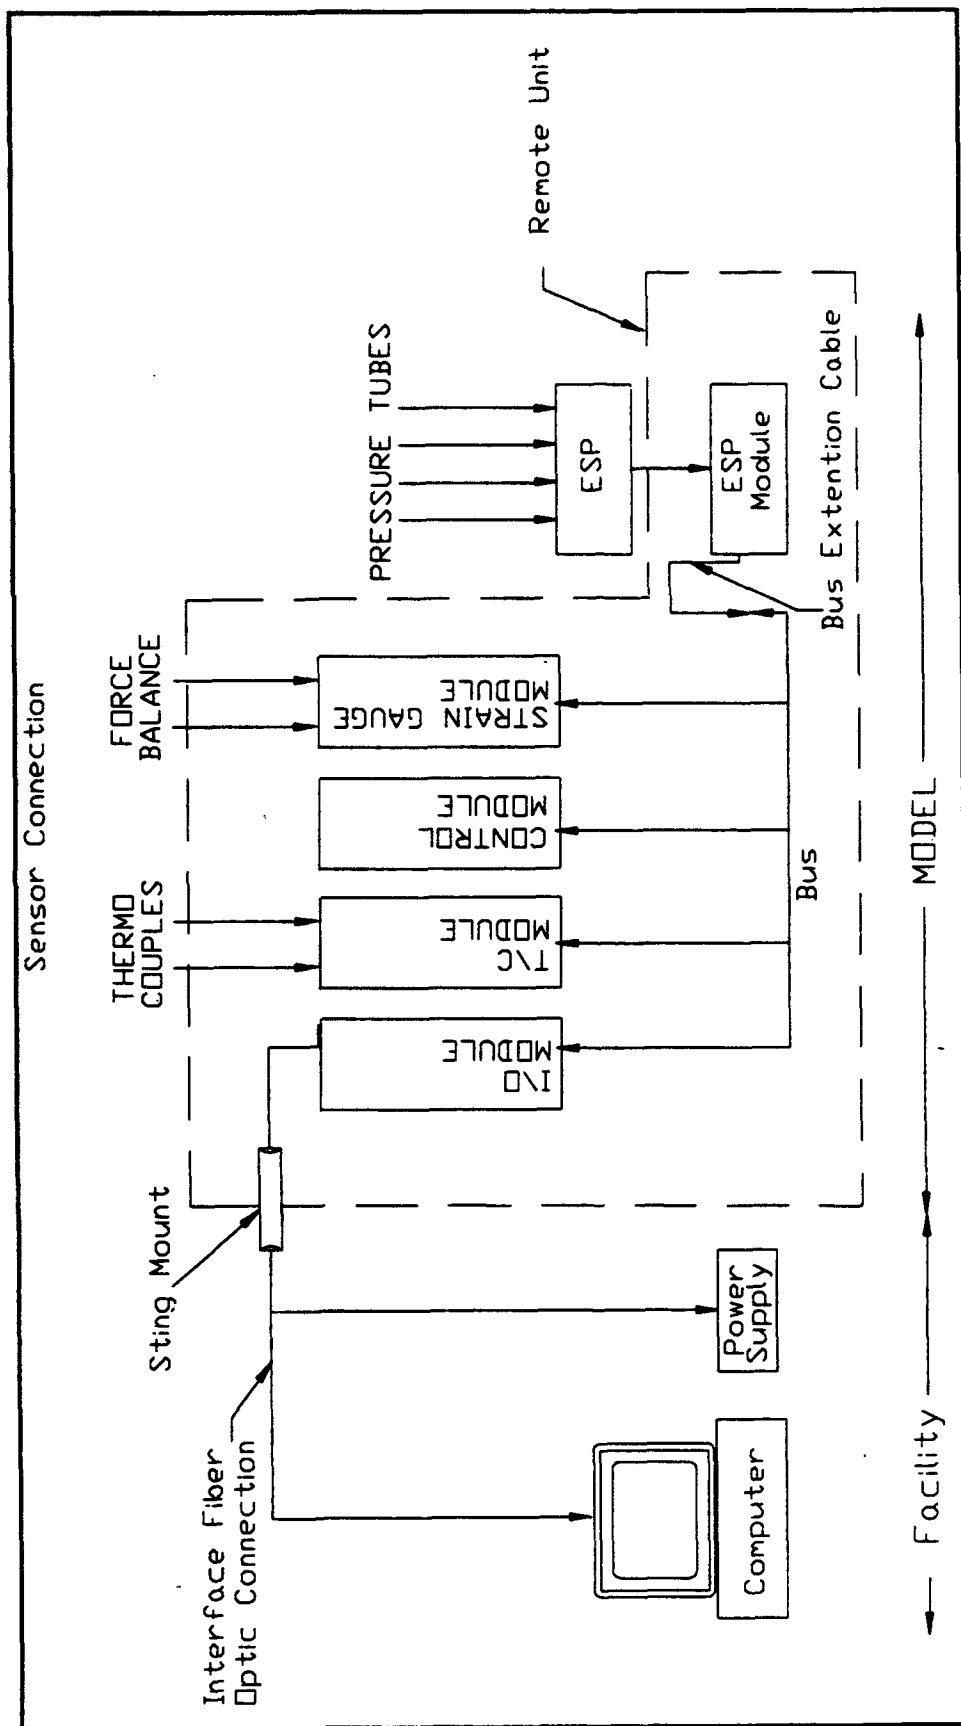 Sensor Connection
THERMO
COUPLES
FORCE
BALANCE
PRESSURE TUBES
Remote Unit
Sting Mount
Interface Fiber
Optic Connection
I\O
MODULE
T\C
MODULE
CONTROL
MODULE
STRAIN GAUGE
MODULE
ESP
ESP
Module
Bus Extention Cable
Bus
Power
Supply
Computer
Facility
MODEL